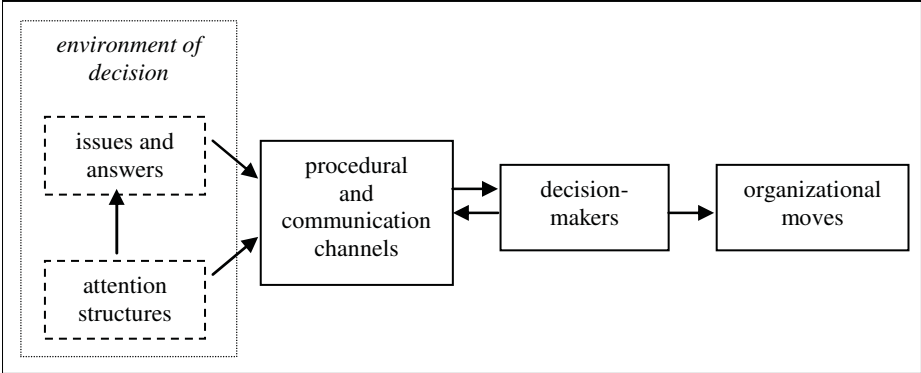 environment of
decision
issues and
answers
attention
structures
procedural
and
communication
channels
decision-
makers
organizational
moves